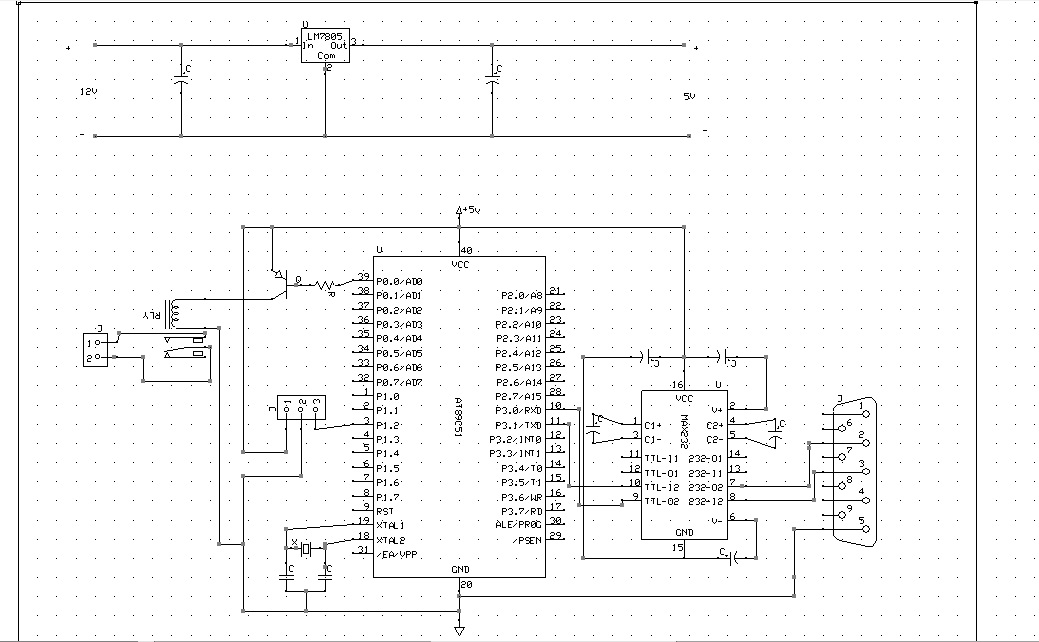 U
LM7805
1 In Out 3
Com
2
+
C
C
+
12V
5V
-
-
+5V
U
40
VCC
39 P0.0/AD0
38 P0.1/AD1
37 P0.2/AD2
36 P0.3/AD3
35 P0.4/AD4
34 P0.5/AD5
33 P0.6/AD6
32 P0.7/AD7
1 P1.0
2 P1.1
3 P1.2
4 P1.3
5 P1.4
6 P1.5
7 P1.6
8 P1.7
9 RST
19 XTAL1
18 XTAL2
31 /EA/VPP
AT89C51
P2.0/A8 21
P2.1/A9 22
P2.2/A10 23
P2.3/A11 24
P2.4/A12 25
P2.5/A13 26
P2.6/A14 27
P2.7/A15 28
P3.0/RXD 10
P3.1/TXD 11
P3.2/INT0 12
P3.3/INT1 13
P3.4/T0 14
P3.5/T1 15
P3.6/WR 16
P3.7/RD 17
ALE/PROG 30
/PSEN 29
GND
20
Q
R
RLY
J
1
2
J
1 2 3
X
C
C
C
C
16
U
VCC
MAX232
V+ 2
1 C1+
C2+ 4
3 C1-
C2- 5
11 TTL-I1
232-O1 14
12 TTL-O1
232-I1 13
10 TTL-I2
232-O2 7
9 TTL-O2
232-I2 8
V- 6
GND
15
C
C
C
J
1
6
2
7
3
8
4
9
5